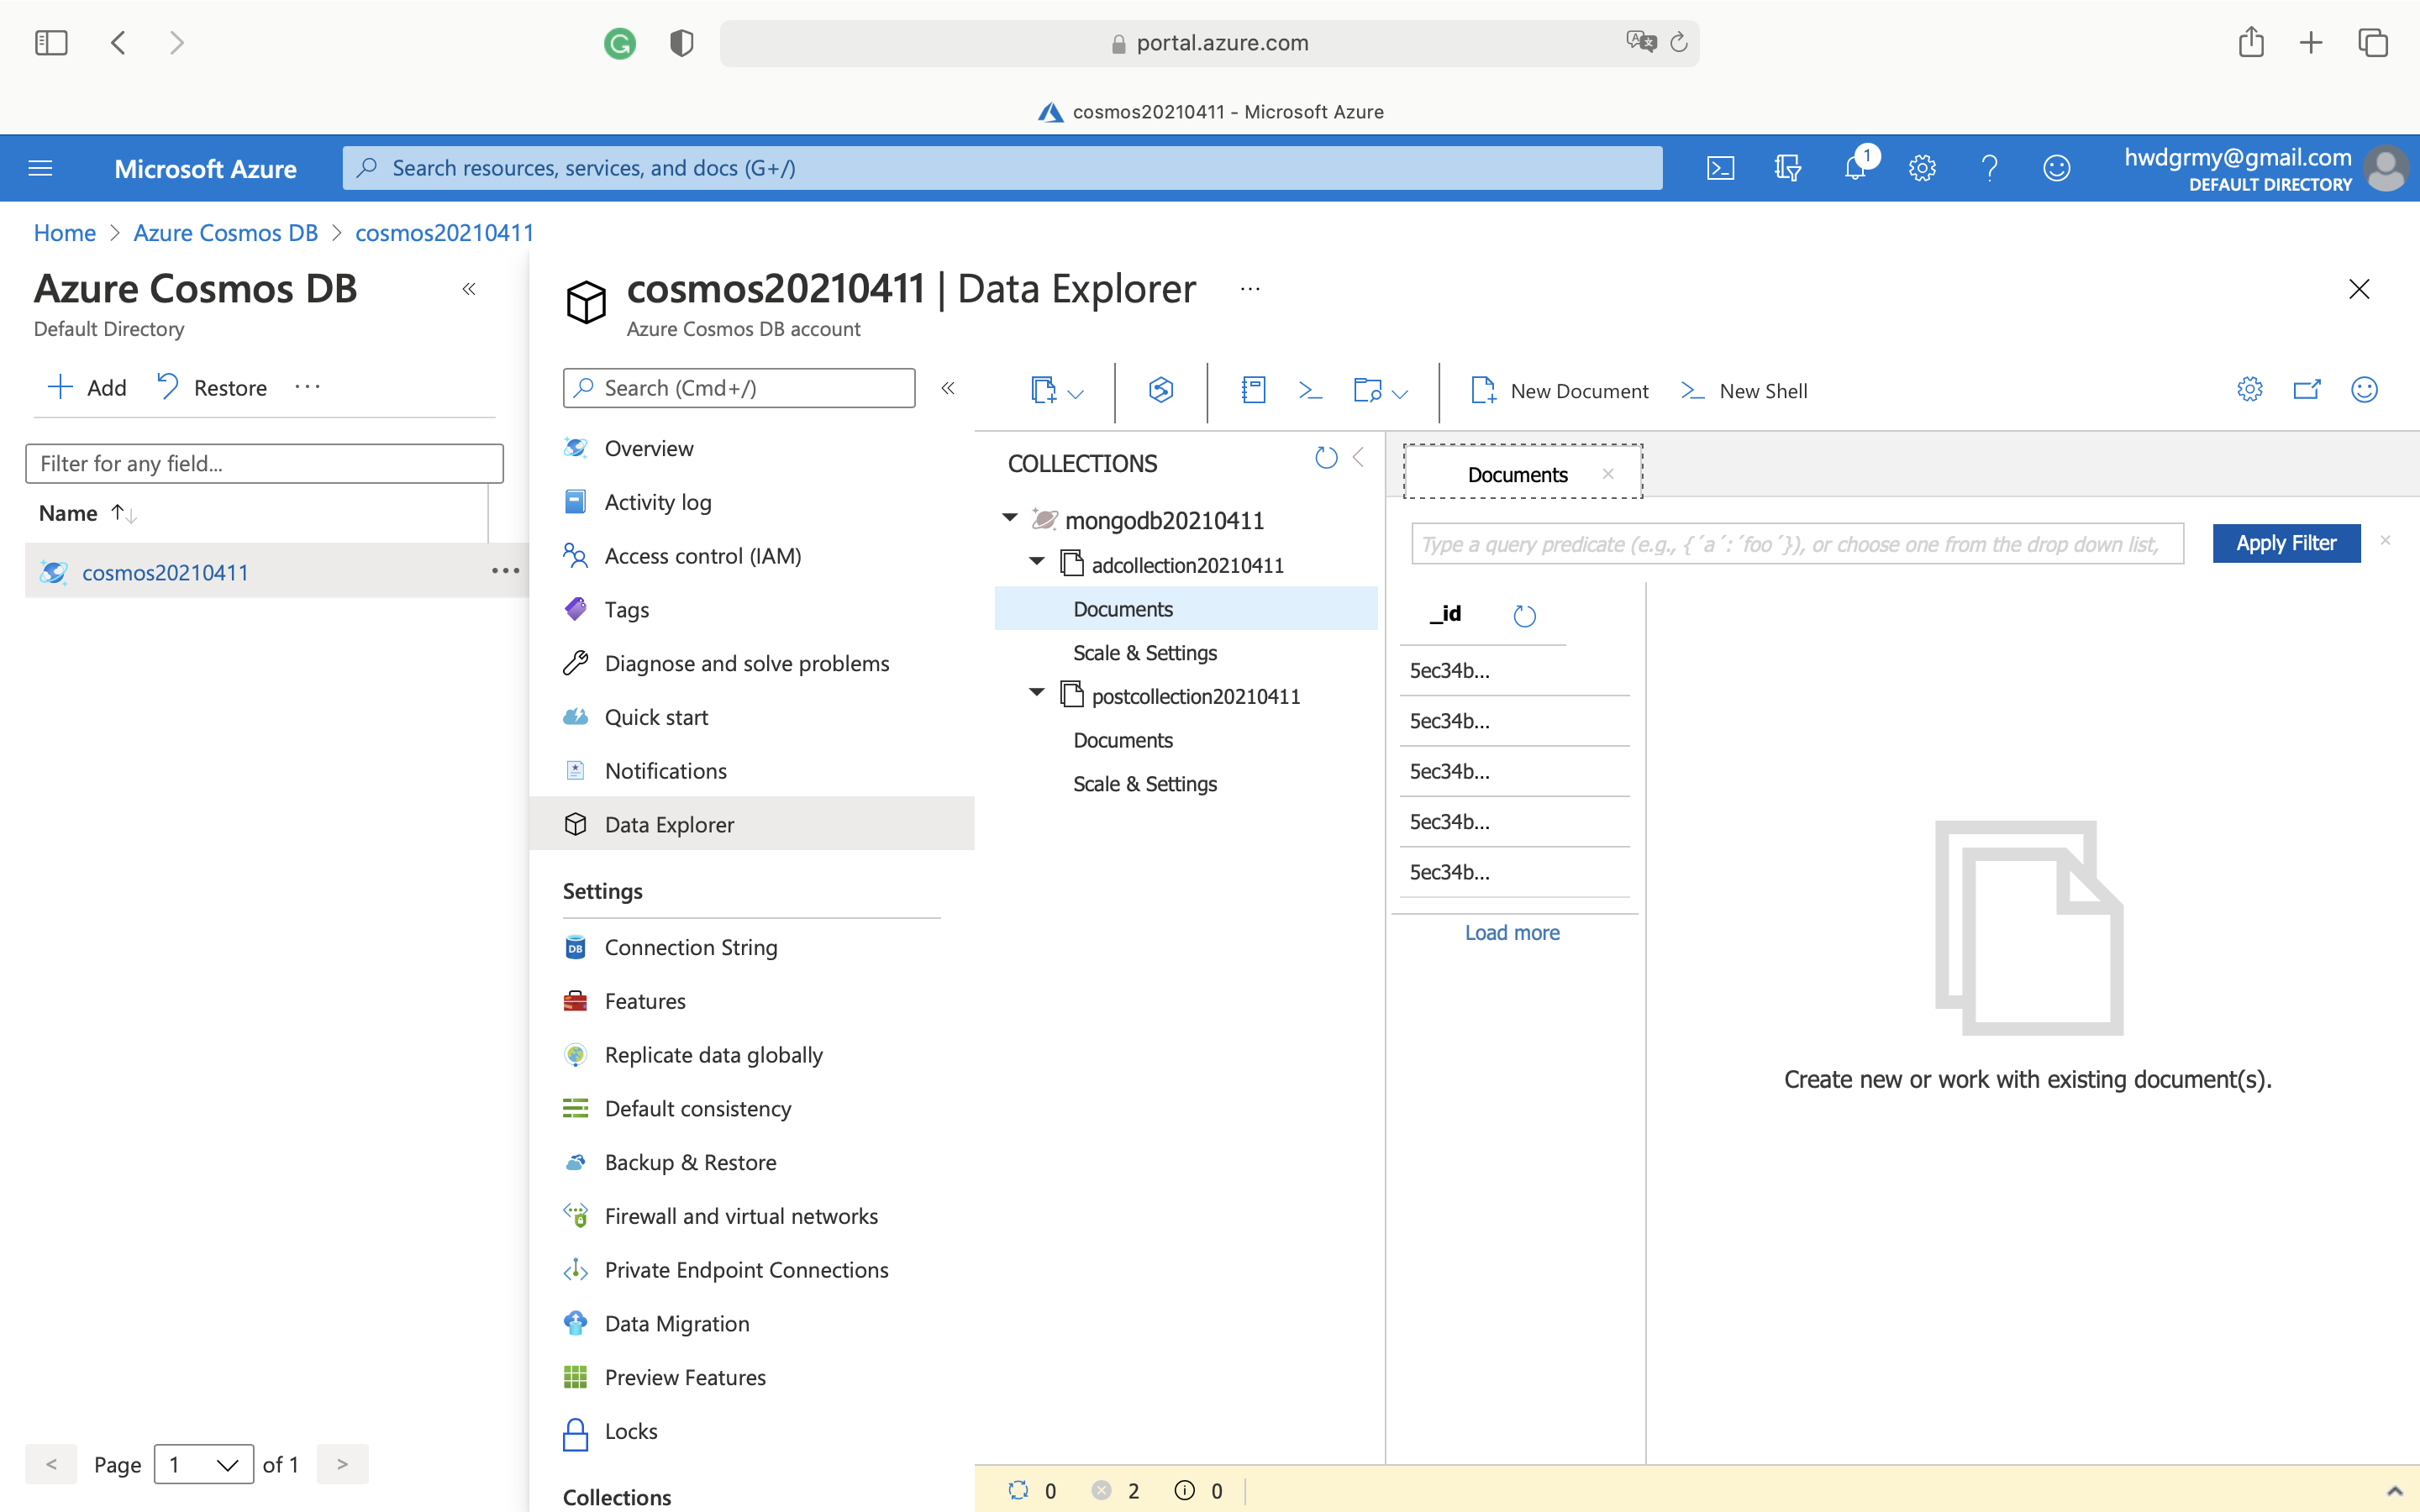 portal.azure.com
cosmos20210411 - Microsoft Azure
Microsoft Azure
Search resources, services, and docs (G+/)
1
hwdgrmy@gmail.com
DEFAULT DIRECTORY
Home > Azure Cosmos DB > cosmos20210411
Azure Cosmos DB
Default Directory
Add
Restore
Filter for any field...
Name
cosmos20210411
< Page 1 of 1 >
cosmos20210411 | Data Explorer
Azure Cosmos DB account
Search (Cmd+/)
Overview
Activity log
Access control (IAM)
Tags
Diagnose and solve problems
Quick start
Notifications
Data Explorer
Settings
DB
Connection String
Features
Replicate data globally
Default consistency
Backup & Restore
Firewall and virtual networks
Private Endpoint Connections
Data Migration
Preview Features
Locks
Collections
New Document
New Shell
COLLECTIONS
mongodb20210411
adcollection20210411
Documents
Scale & Settings
postcollection20210411
Documents
Scale & Settings
Documents
Type a query predicate (e.g., {´a´:´foo´}), or choose one from the drop down list,
Apply Filter
_id
5ec34b...
5ec34b...
5ec34b...
5ec34b...
5ec34b...
Load more
Create new or work with existing document(s).
0 2 0